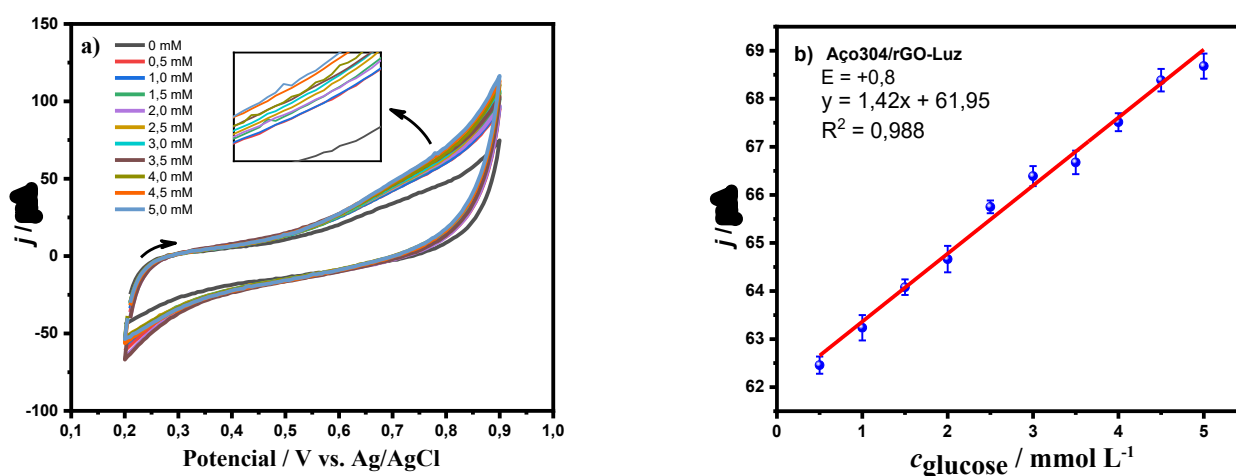 a)
0 mM
0,5 mM
1,0 mM
1,5 mM
2,0 mM
2,5 mM
3,0 mM
3,5 mM
4,0 mM
4,5 mM
5,0 mM
150
100
50
0
-50
-100
j /
0,1 0,2 0,3 0,4 0,5 0,6 0,7 0,8 0,9 1,0
Potencial / V vs. Ag/AgCl
b) Aço304/rGO-Luz
E = +0,8
y = 1,42x + 61,95
R² = 0,988
69
68
67
66
65
64
63
62
j /
0 1 2 3 4 5
cglucose / mmol L⁻¹